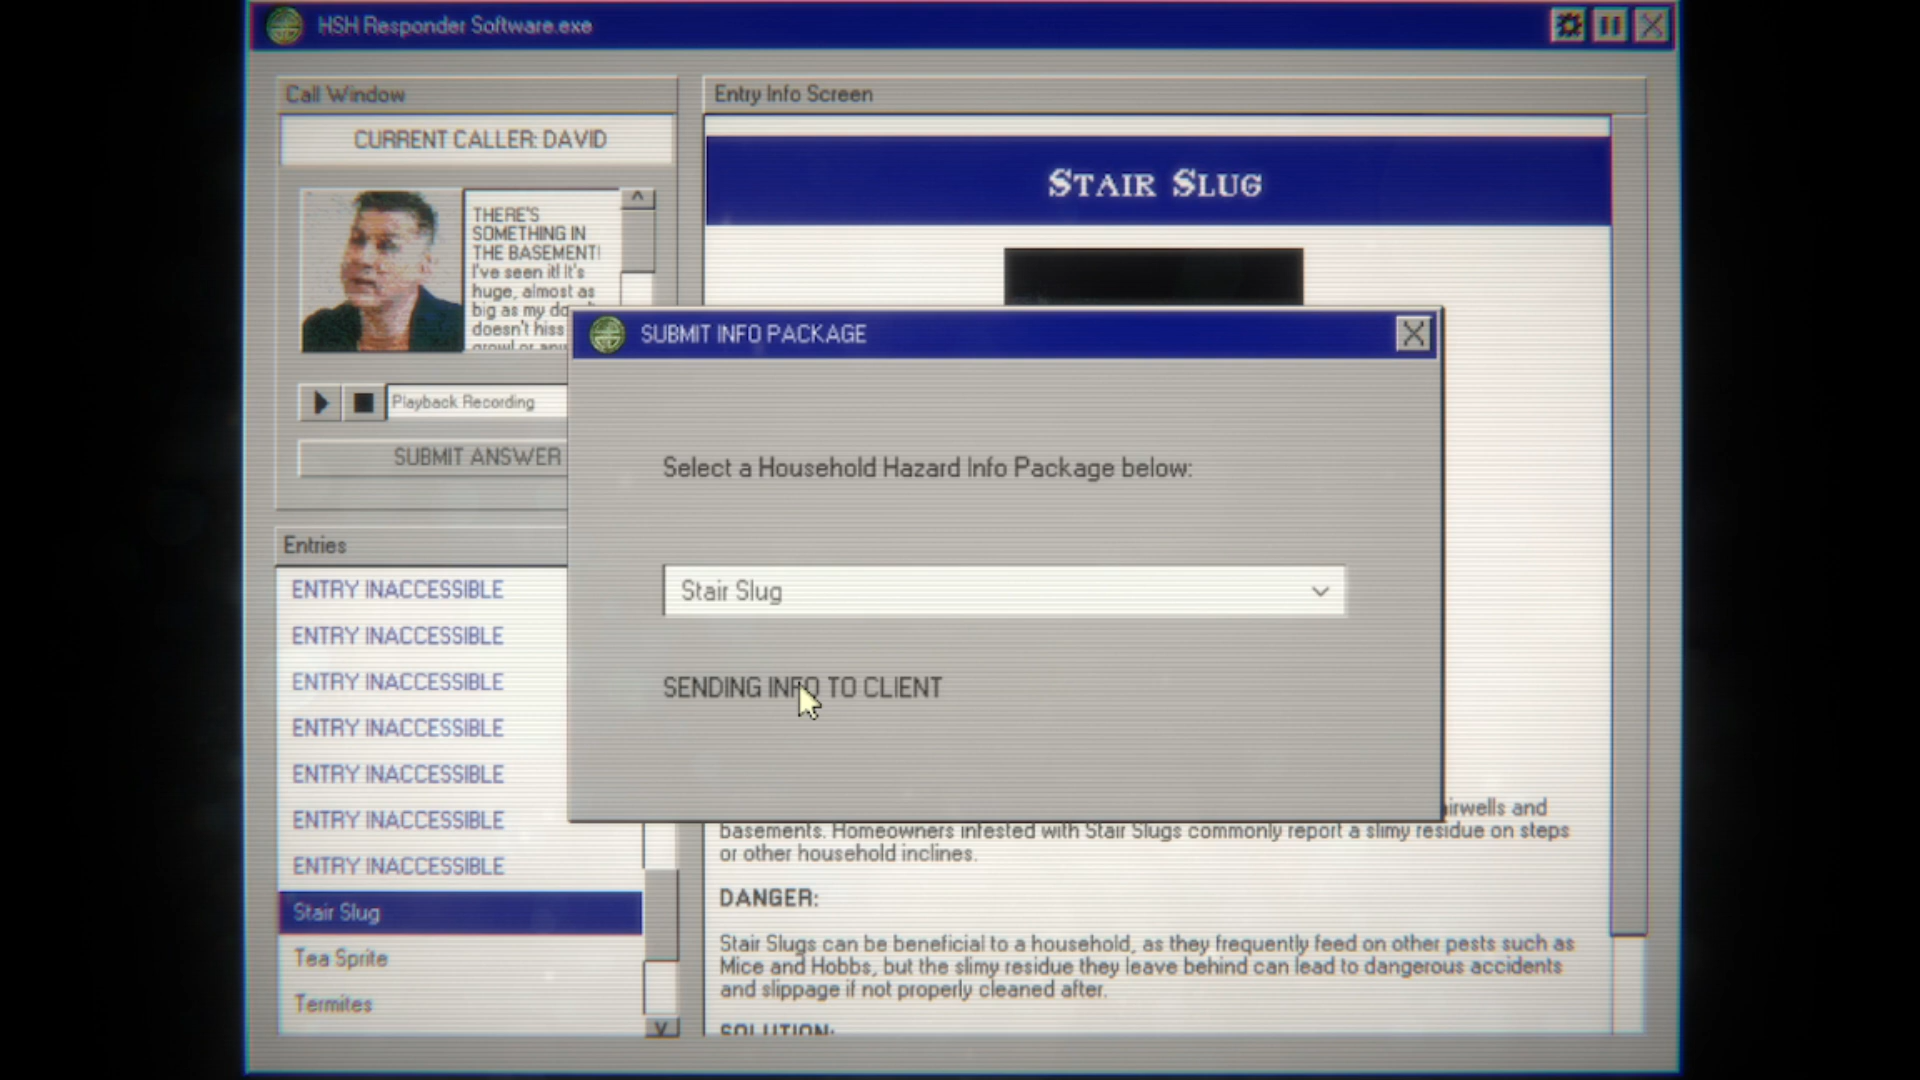 HSH Responder Software.exe
Call Window
CURRENT CALLER: DAVID
THERE'S
SOMETHING IN
THE BASEMENT!
I've seen it! It's
huge, almost as
big as my
doesn't hiss
growl or
Playback Recording
SUBMIT ANSWER
Entries
ENTRY INACCESSIBLE
ENTRY INACCESSIBLE
ENTRY INACCESSIBLE
ENTRY INACCESSIBLE
ENTRY INACCESSIBLE
ENTRY INACCESSIBLE
ENTRY INACCESSIBLE
Stair Slug
Tea Sprite
Termites
Entry Info Screen
Stair Slug
SUBMIT INFO PACKAGE
Select a Household Hazard Info Package below:
Stair Slug
SENDING INFO TO CLIENT
and
basements. Homeowners infested with Stair Slugs commonly report a slimy residue on steps
or other household inclines.
DANGER:
Stair Slugs can be beneficial to a household, as they frequently feed on other pests such as
Mice and Hobbs, but the slimy residue they leave behind can lead to dangerous accidents
and slippage if not properly cleaned after.
SOLUTION: